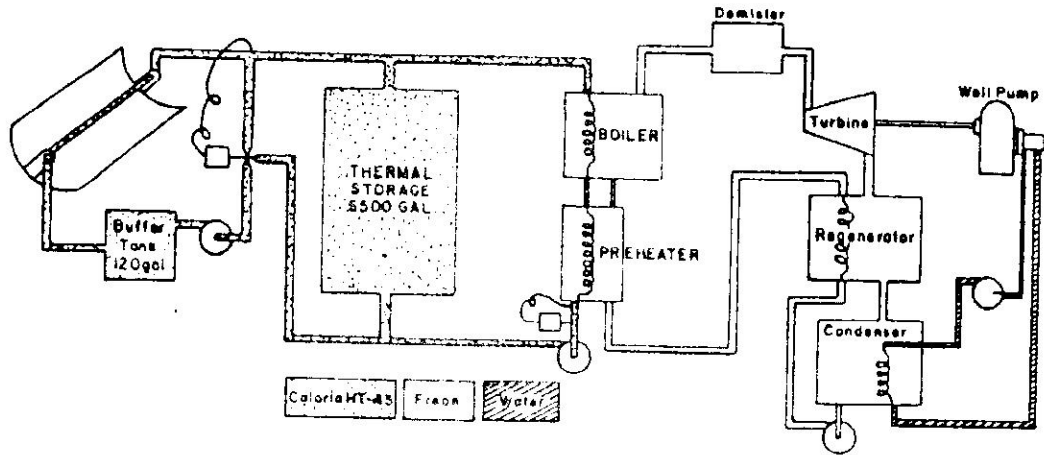 Demister
Well Pump
Turbine
BOILER
THERMAL
STORAGE
5500 GAL
Buffer
Tank
120gal
PREHEATER
Regenerator
Condenser
Caloria HT-43
Freon
Water